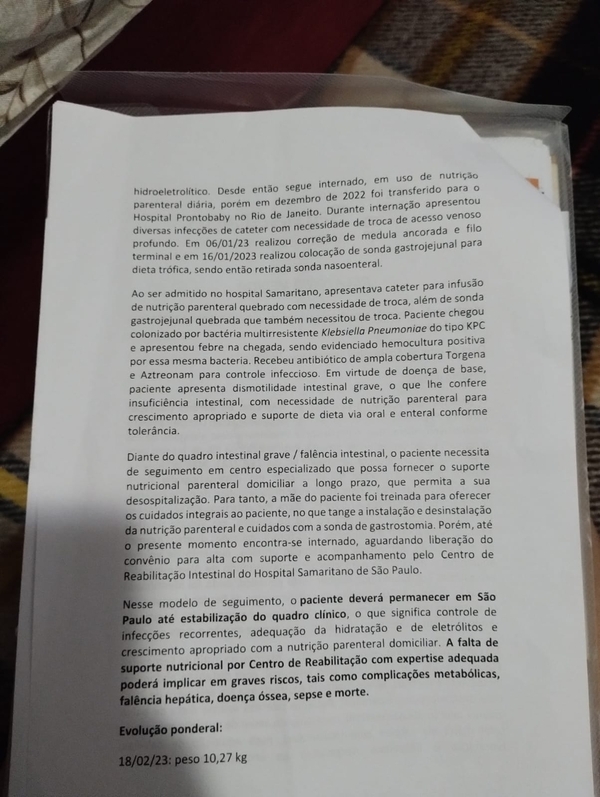 hidroeletrolítico. Desde então segue internado, em uso de nutrição
parenteral diária, porém em dezembro de 2022 foi transferido para o
Hospital Prontobaby no Rio de Janeito. Durante internação apresentou
diversas infecções de cateter com necessidade de troca de acesso venoso
profundo. Em 06/01/23 realizou correção de medula ancorada e filo
terminal e em 16/01/2023 realizou colocação de sonda gastrojejunal para
dieta trófica, sendo então retirada sonda nasoenteral.
Ao ser admitido no hospital Samaritano, apresentava cateter para infusão
de nutrição parenteral quebrado com necessidade de troca, além de sonda
gastrojejunal quebrada que também necessitou de troca. Paciente chegou
colonizado por bactéria multirresistente Klebsiella Pneumoniae do tipo KPC
e apresentou febre na chegada, sendo evidenciado hemocultura positiva
por essa mesma bacteria. Recebeu antibiótico de ampla cobertura Torgena
e Aztreonam para controle infeccioso. Em virtude de doença de base,
paciente apresenta dismotilidade intestinal grave, o que lhe confere
insuficiência intestinal, com necessidade de nutrição parenteral para
crescimento apropriado e suporte de dieta via oral e enteral conforme
tolerância.
Diante do quadro intestinal grave / falência intestinal, o paciente necessita
de seguimento em centro especializado que possa fornecer o suporte
nutricional parenteral domiciliar a longo prazo, que permita a sua
desospitalização. Para tanto, a mãe do paciente foi treinada para oferecer
os cuidados integrais ao paciente, no que tange a instalação e desinstalação
da nutrição parenteral e cuidados com a sonda de gastrostomia. Porém, até
o presente momento encontra-se internado, aguardando liberação do
convênio para alta com suporte e acompanhamento pelo Centro de
Reabilitação Intestinal do Hospital Samaritano de São Paulo.
Nesse modelo de seguimento, o paciente deverá permanecer em São
Paulo até estabilização do quadro clínico, o que significa controle de
infecções recorrentes, adequação da hidratação e de eletrólitos e
crescimento apropriado com a nutrição parenteral domiciliar. A falta de
suporte nutricional por Centro de Reabilitação com expertise adequada
poderá implicar em graves riscos, tais como complicações metabólicas,
falência hepática, doença óssea, sepse e morte.
Evolução ponderal:
18/02/23: peso 10,27 kg